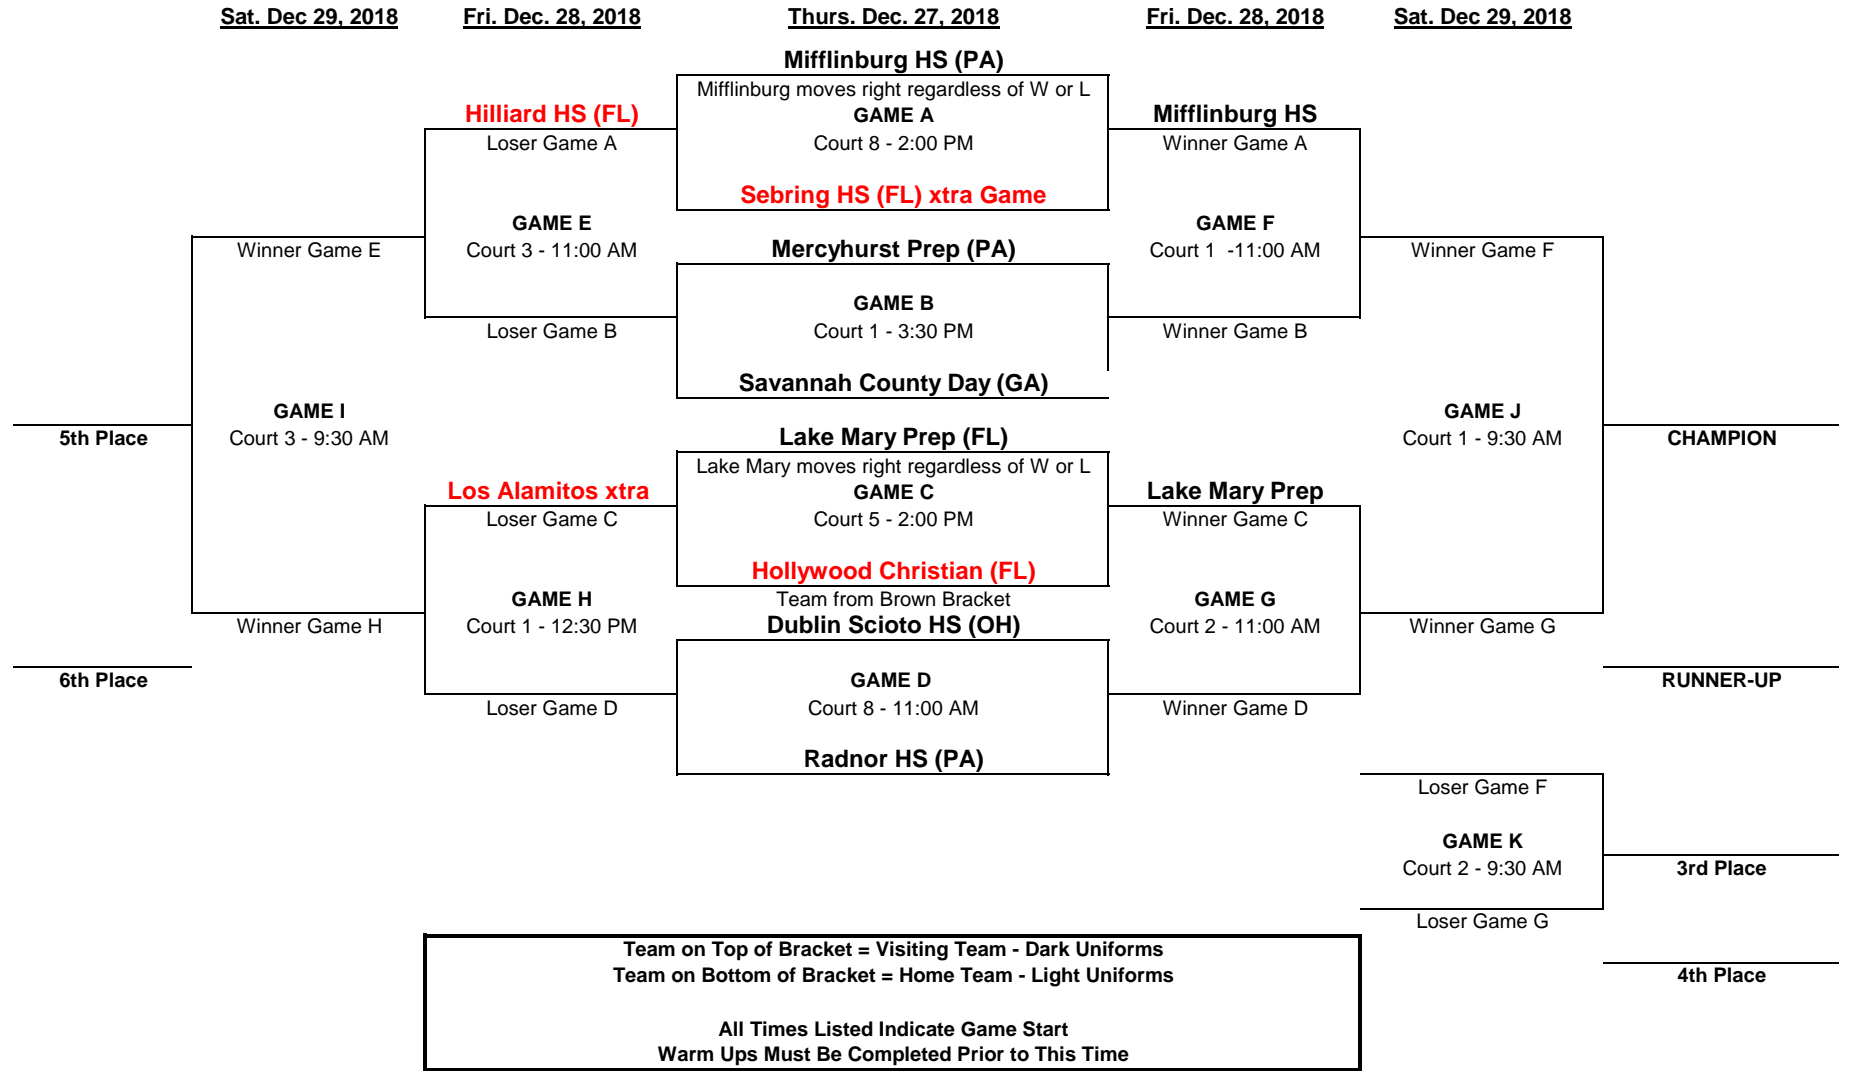 Sat. Dec 29, 2018
Fri. Dec. 28, 2018
Thurs. Dec. 27, 2018
Fri. Dec. 28, 2018
Sat. Dec 29, 2018
Mifflinburg HS (PA)
Mifflinburg moves right regardless of W or L
Hilliard HS (FL)
GAME A
Mifflinburg HS
Loser Game A
Court 8 - 2:00 PM
Winner Game A
Sebring HS (FL) xtra Game
GAME E
GAME F
Winner Game E
Court 3 - 11:00 AM
Mercyhurst Prep (PA)
Court 1 -11:00 AM
Winner Game F
GAME B
Loser Game B
Court 1 - 3:30 PM
Winner Game B
Savannah County Day (GA)
GAME I
GAME J
5th Place
Court 3 - 9:30 AM
Lake Mary Prep (FL)
Court 1 - 9:30 AM
CHAMPION
Lake Mary moves right regardless of W or L
Los Alamitos xtra
GAME C
Lake Mary Prep
Loser Game C
Court 5 - 2:00 PM
Winner Game C
Hollywood Christian (FL)
GAME H
Team from Brown Bracket
GAME G
Winner Game H
Court 1 - 12:30 PM
Dublin Scioto HS (OH)
Court 2 - 11:00 AM
Winner Game G
6th Place
GAME D
RUNNER-UP
Loser Game D
Court 8 - 11:00 AM
Winner Game D
Radnor HS (PA)
Loser Game F
GAME K
Court 2 - 9:30 AM
3rd Place
Loser Game G
Team on Top of Bracket = Visiting Team - Dark Uniforms
Team on Bottom of Bracket = Home Team - Light Uniforms
4th Place
All Times Listed Indicate Game Start
Warm Ups Must Be Completed Prior to This Time